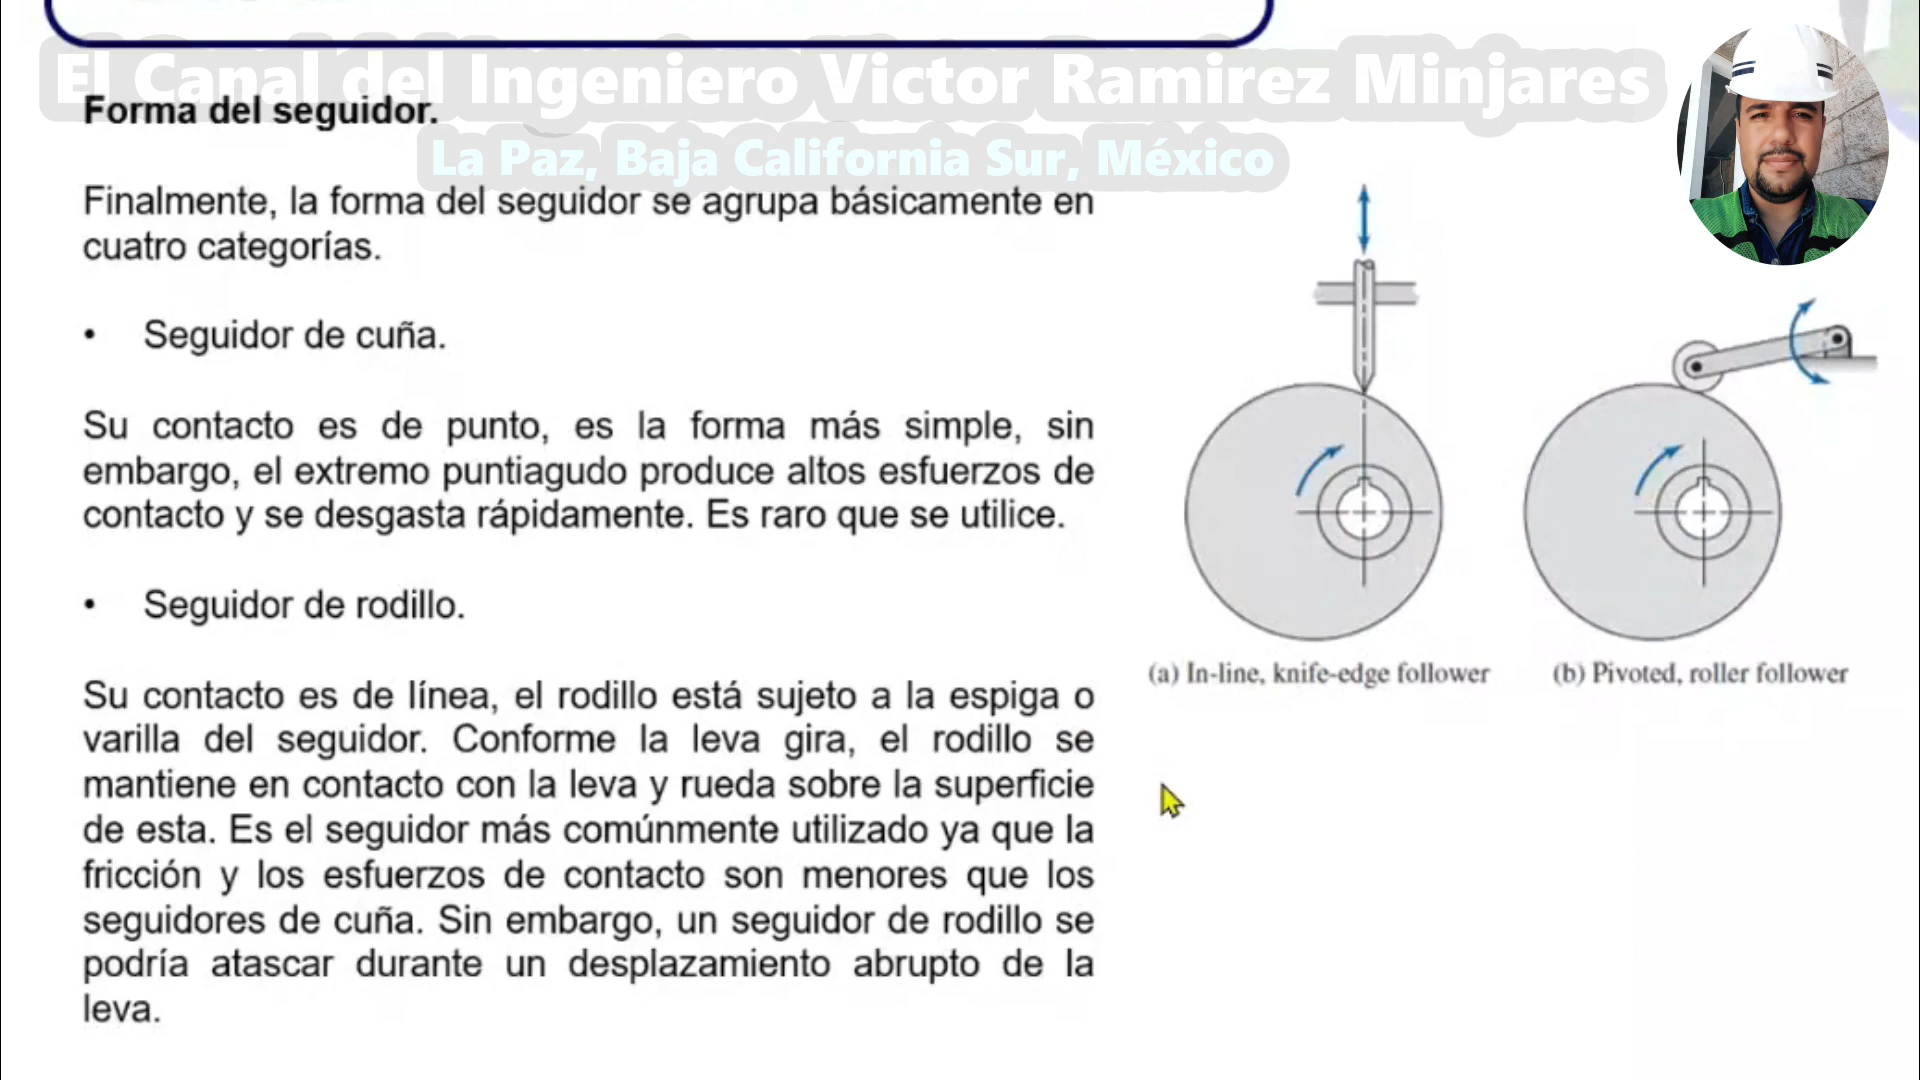 El Canal del Ingeniero Victor Ramirez Minjares
La Paz, Baja California Sur, México
Forma del seguidor.
Finalmente, la forma del seguidor se agrupa básicamente en
cuatro categorías.
• Seguidor de cuña.
Su contacto es de punto, es la forma más simple, sin
embargo, el extremo puntiagudo produce altos esfuerzos de
contacto y se desgasta rápidamente. Es raro que se utilice.
• Seguidor de rodillo.
Su contacto es de línea, el rodillo está sujeto a la espiga o
varilla del seguidor. Conforme la leva gira, el rodillo se
mantiene en contacto con la leva y rueda sobre la superficie
de esta. Es el seguidor más comúnmente utilizado ya que la
fricción y los esfuerzos de contacto son menores que los
seguidores de cuña. Sin embargo, un seguidor de rodillo se
podría atascar durante un desplazamiento abrupto de la
leva.
(a) In-line, knife-edge follower
(b) Pivoted, roller follower